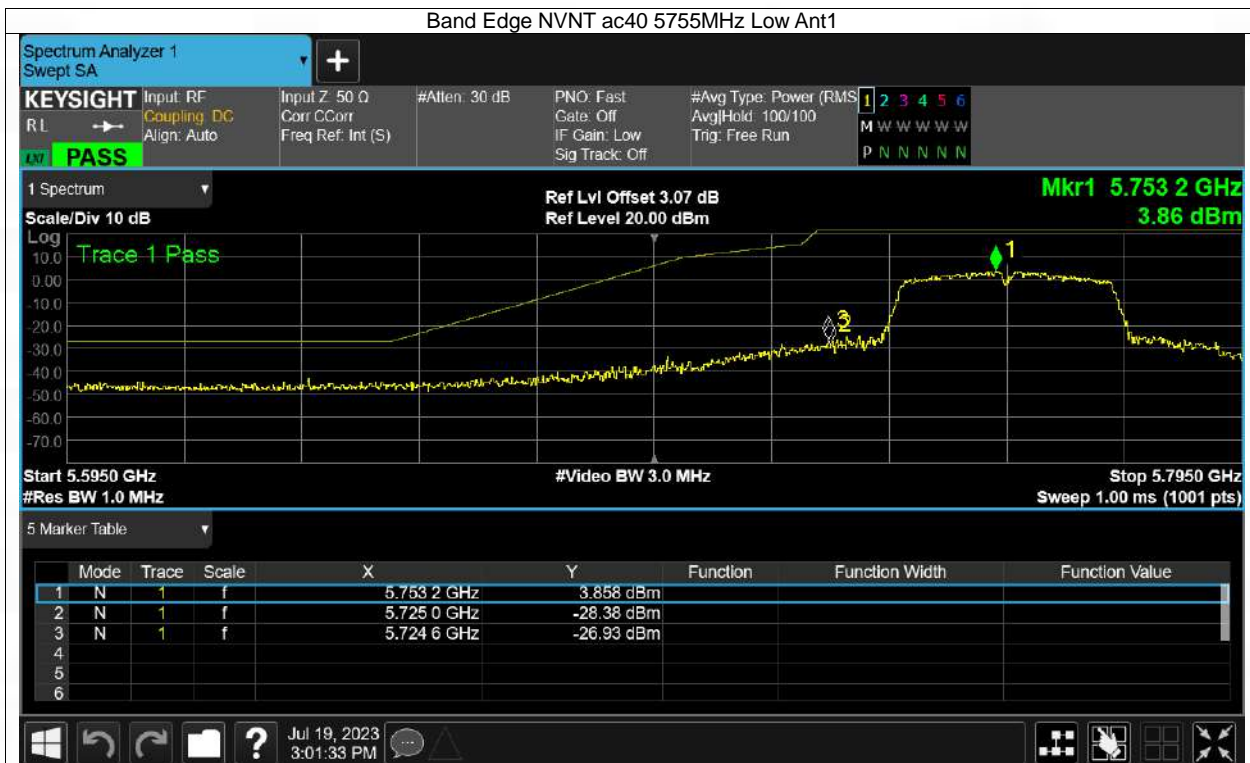 Band Edge NVNT ac40 5755MHz Low Ant1
Spectrum Analyzer 1
Swept SA
+
KEYSIGHT
RL
LXI PASS
Input: RF
Coupling: DC
Align: Auto
Input Z: 50 Ω
Corr CCorr
Freq Ref: Int (S)
#Atten: 30 dB
PNO: Fast
Gate: Off
IF Gain: Low
Sig Track: Off
#Avg Type: Power (RMS
Avg|Hold: 100/100
Trig: Free Run
1 2 3 4 5 6
M W W W W W
P N N N N N
1 Spectrum
Scale/Div 10 dB
Ref Lvl Offset 3.07 dB
Ref Level 20.00 dBm
Mkr1 5.753 2 GHz
3.86 dBm
Log
Trace 1 Pass
10.0
0.00
-10.0
-20.0
-30.0
-40.0
-50.0
-60.0
-70.0
1
3
Start 5.5950 GHz
#Res BW 1.0 MHz
#Video BW 3.0 MHz
Stop 5.7950 GHz
Sweep 1.00 ms (1001 pts)
5 Marker Table
Mode Trace Scale X Y Function Function Width Function Value
1 N 1 f 5.753 2 GHz 3.858 dBm
2 N 1 f 5.725 0 GHz -28.38 dBm
3 N 1 f 5.724 6 GHz -26.93 dBm
4
5
6
?
Jul 19, 2023
3:01:33 PM